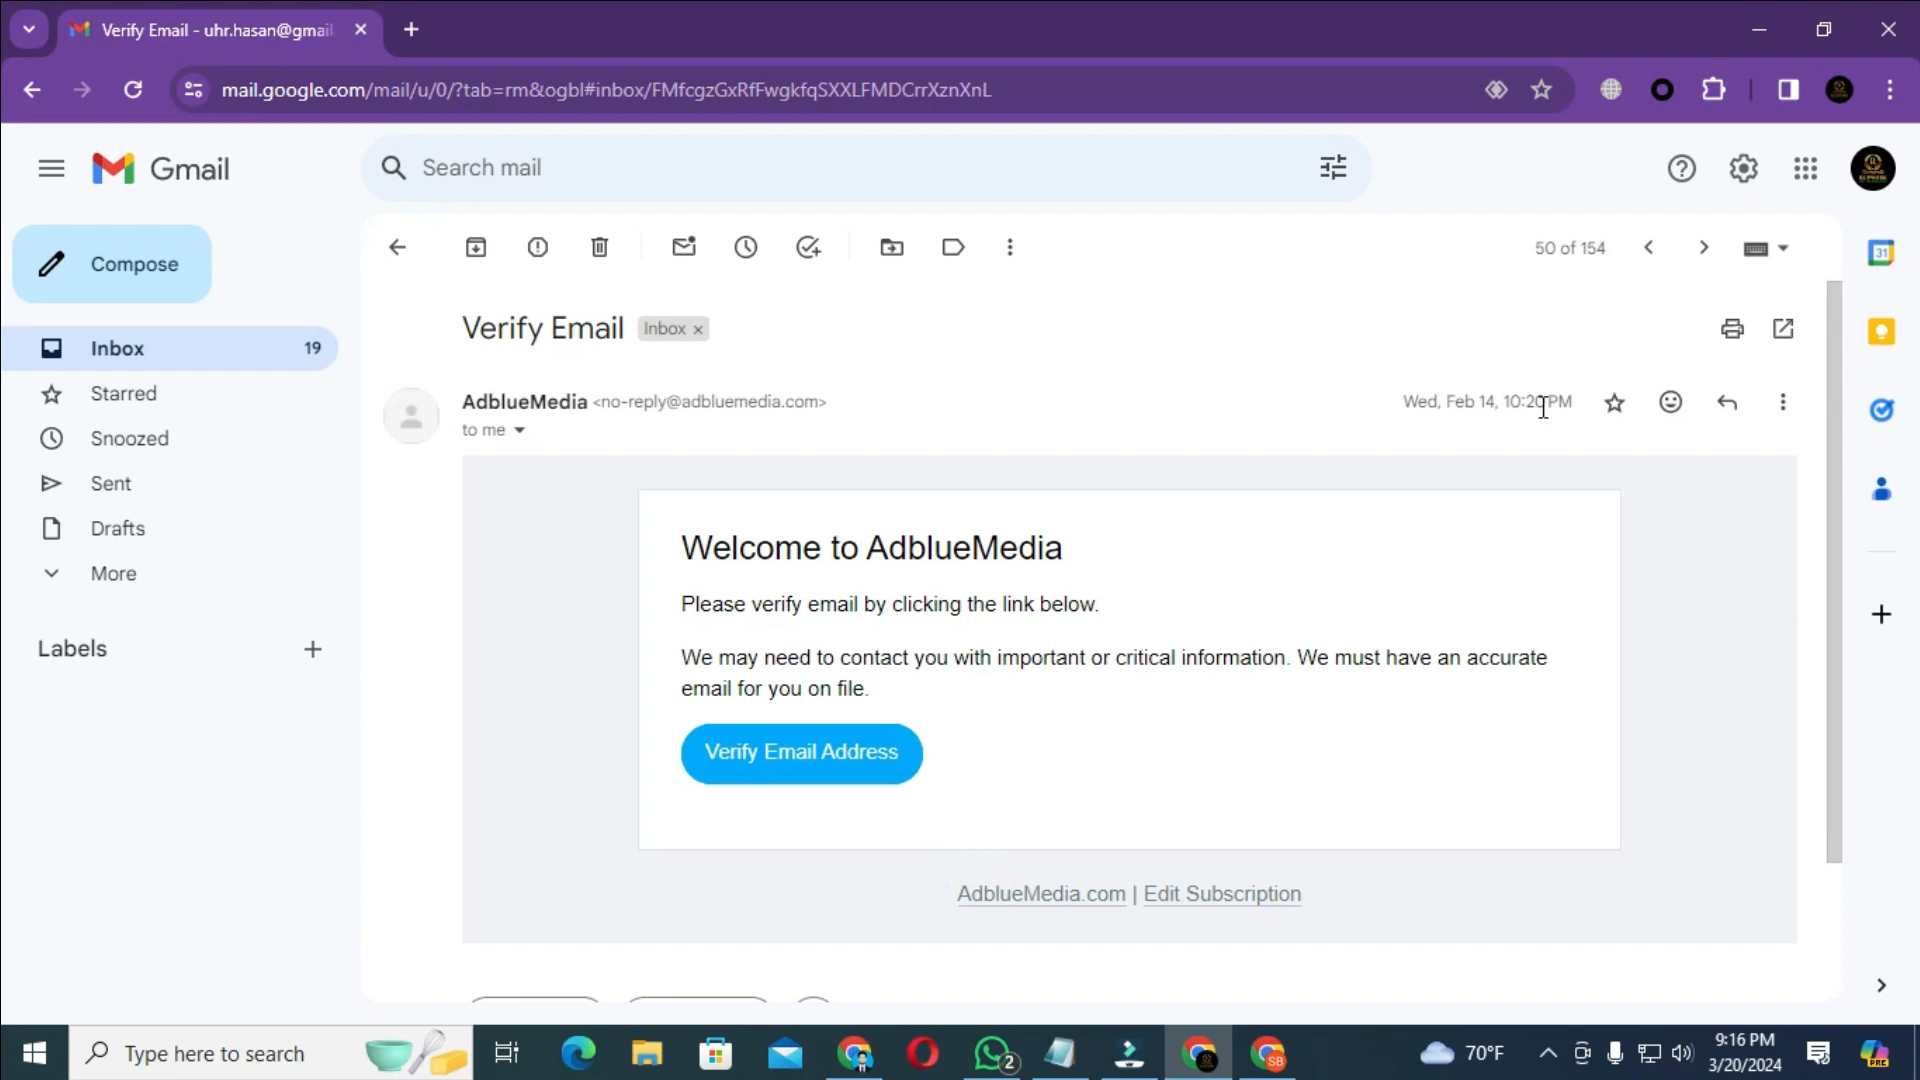 Verify Email - uhr.hasan@gmail
mail.google.com/mail/u/0/?tab=rm&ogbl#inbox/FMfcgzGxRfFwgkfqSXXLFMDCrrXznXnL
Gmail
Search mail
Compose
50 of 154
Inbox 19
Starred
Snoozed
Sent
Drafts
More
Labels
Verify Email Inbox ×
AdblueMedia <no-reply@adbluemedia.com>
Wed, Feb 14, 10:20 PM
to me
Welcome to AdblueMedia
Please verify email by clicking the link below.
We may need to contact you with important or critical information. We must have an accurate
email for you on file.
Verify Email Address
AdblueMedia.com | Edit Subscription
31
Type here to search
2
SB
70°F
9:16 PM
3/20/2024
PRE